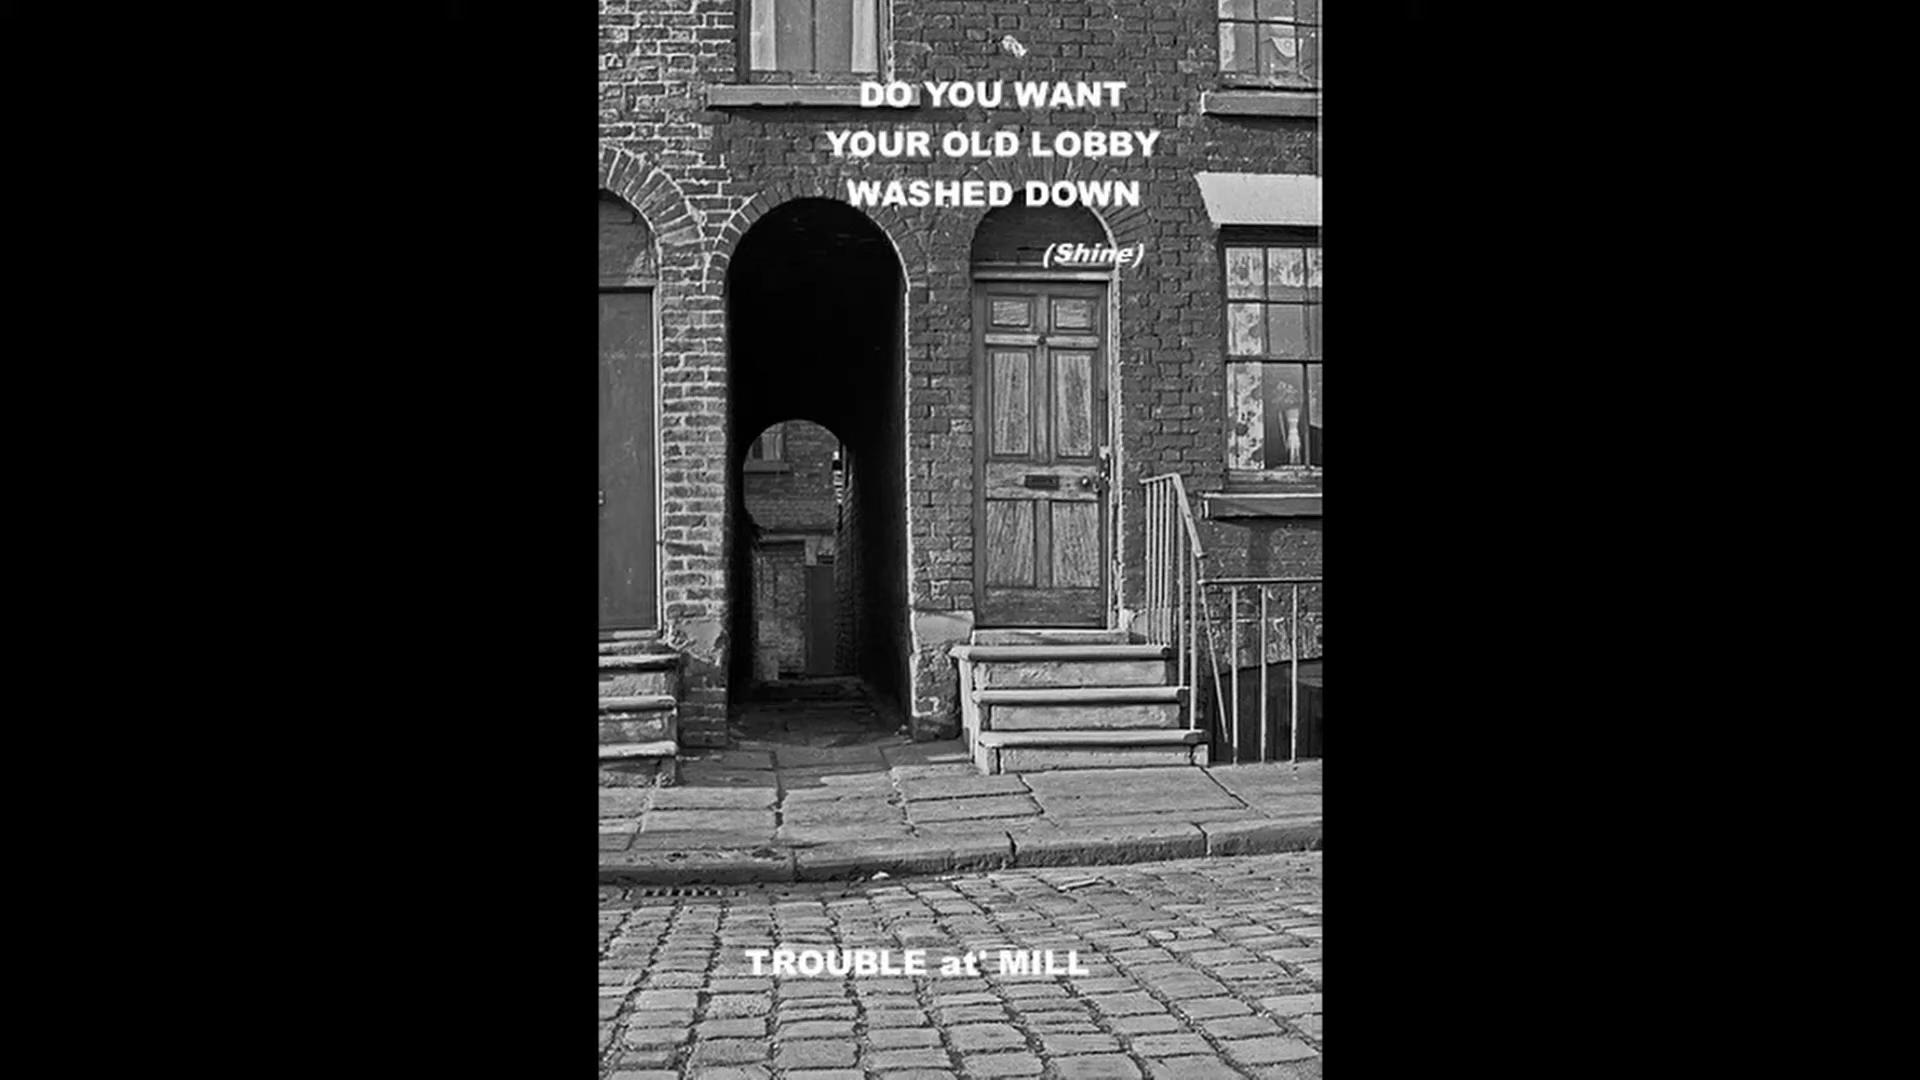 DO YOU WANT
YOUR OLD LOBBY
WASHED DOWN
(Shine)
TROUBLE at' MILL